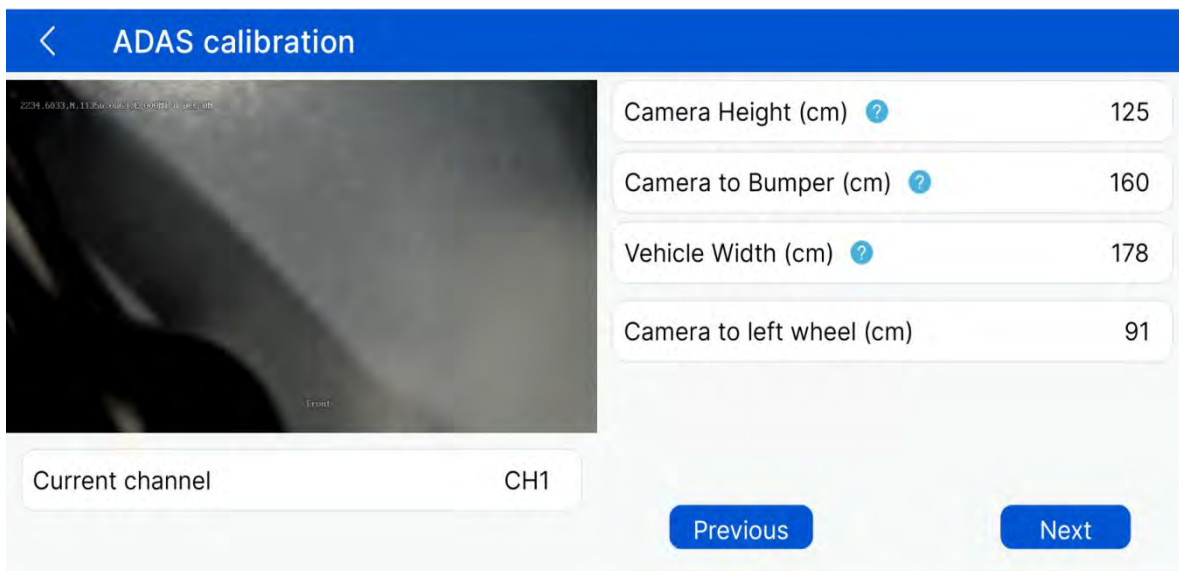 ADAS calibration
Camera Height (cm) ? 125
Camera to Bumper (cm) ? 160
Vehicle Width (cm) ? 178
Camera to left wheel (cm) 91
Front
Current channel CH1
Previous Next